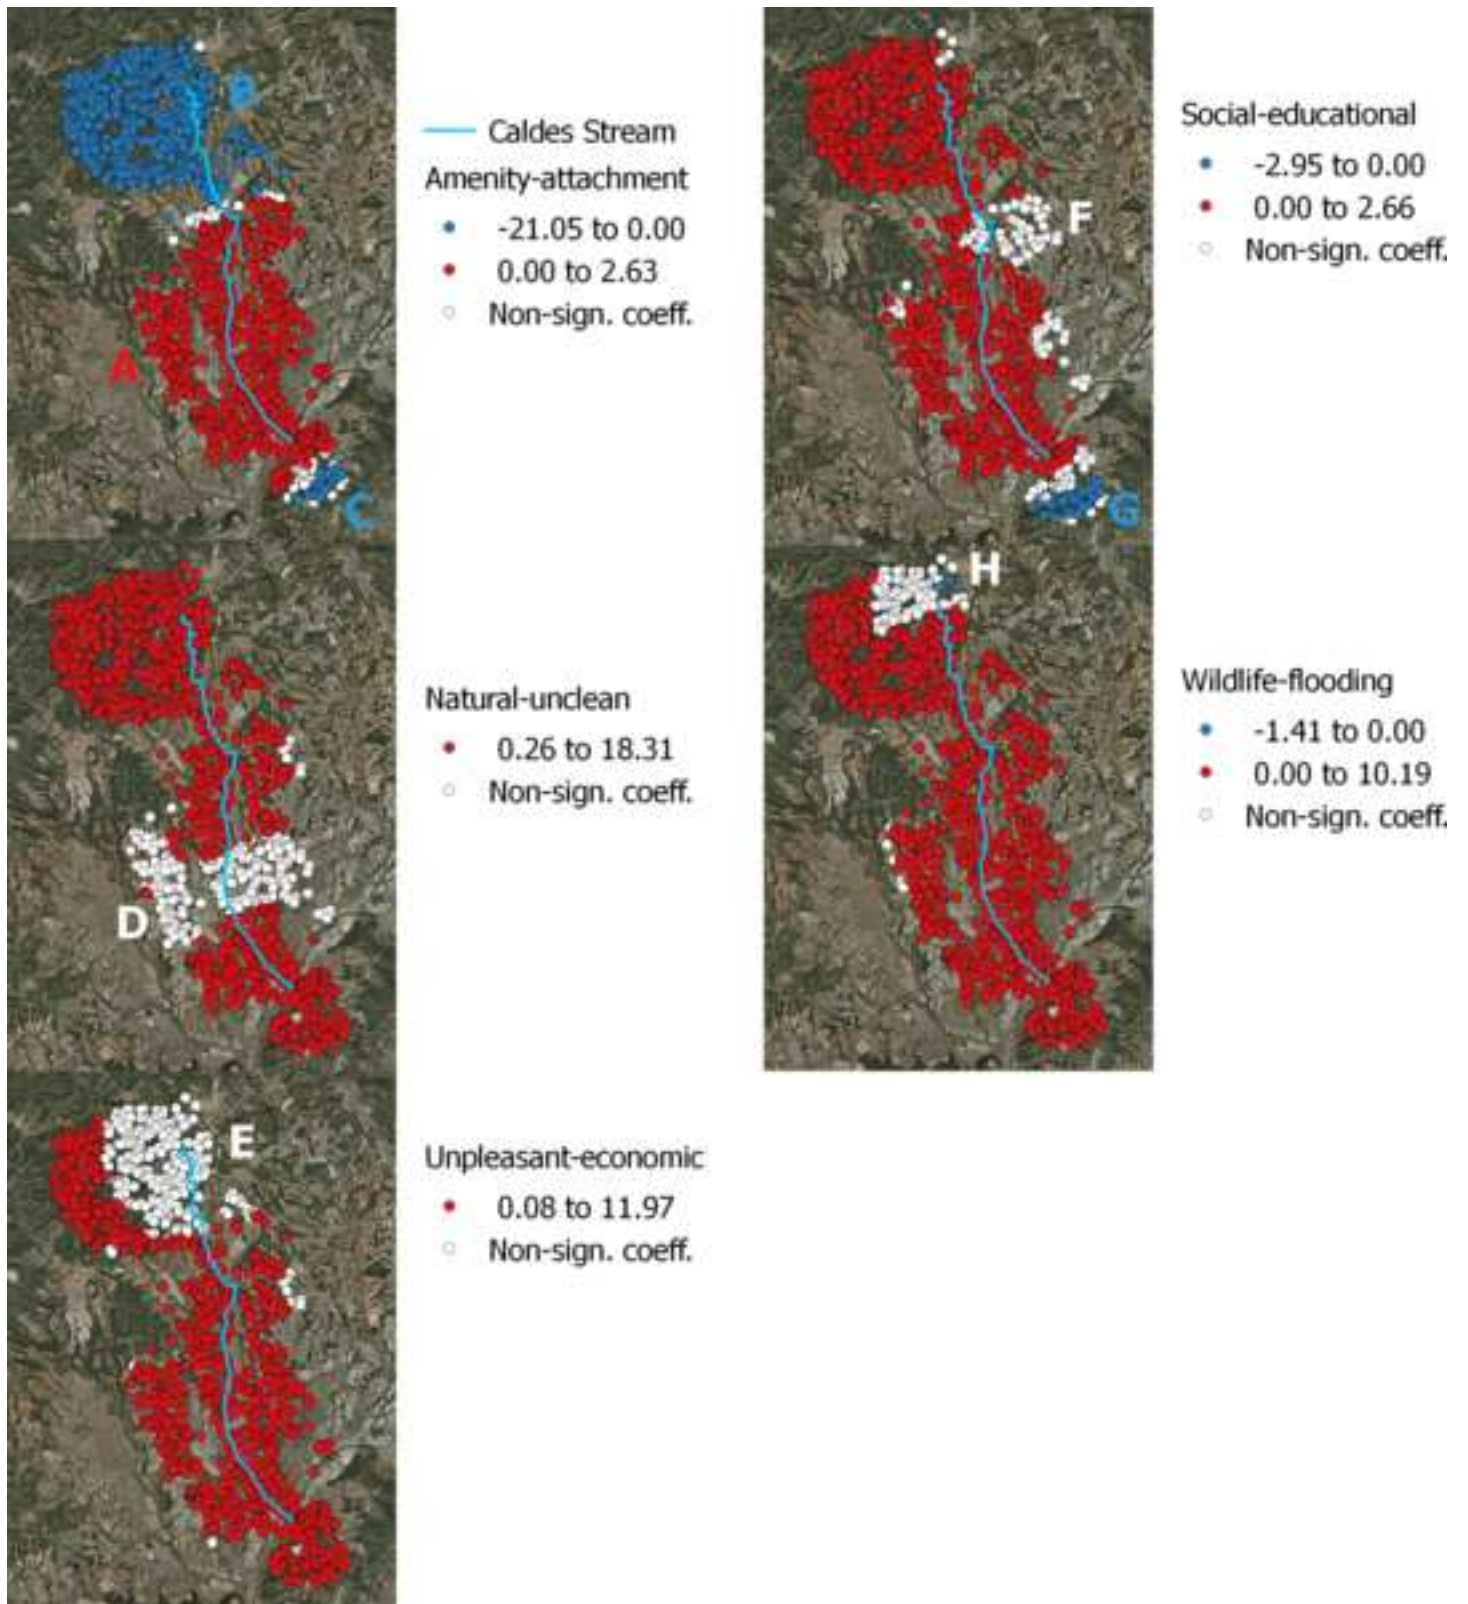 Caldes Stream
Amenity-attachment
-21.05 to 0.00
0.00 to 2.63
Non-sign. coeff.
A
B
C
Social-educational
-2.95 to 0.00
0.00 to 2.66
Non-sign. coeff.
F
G
Natural-unclean
0.26 to 18.31
Non-sign. coeff.
D
Wildlife-flooding
-1.41 to 0.00
0.00 to 10.19
Non-sign. coeff.
H
Unpleasant-economic
0.08 to 11.97
Non-sign. coeff.
E